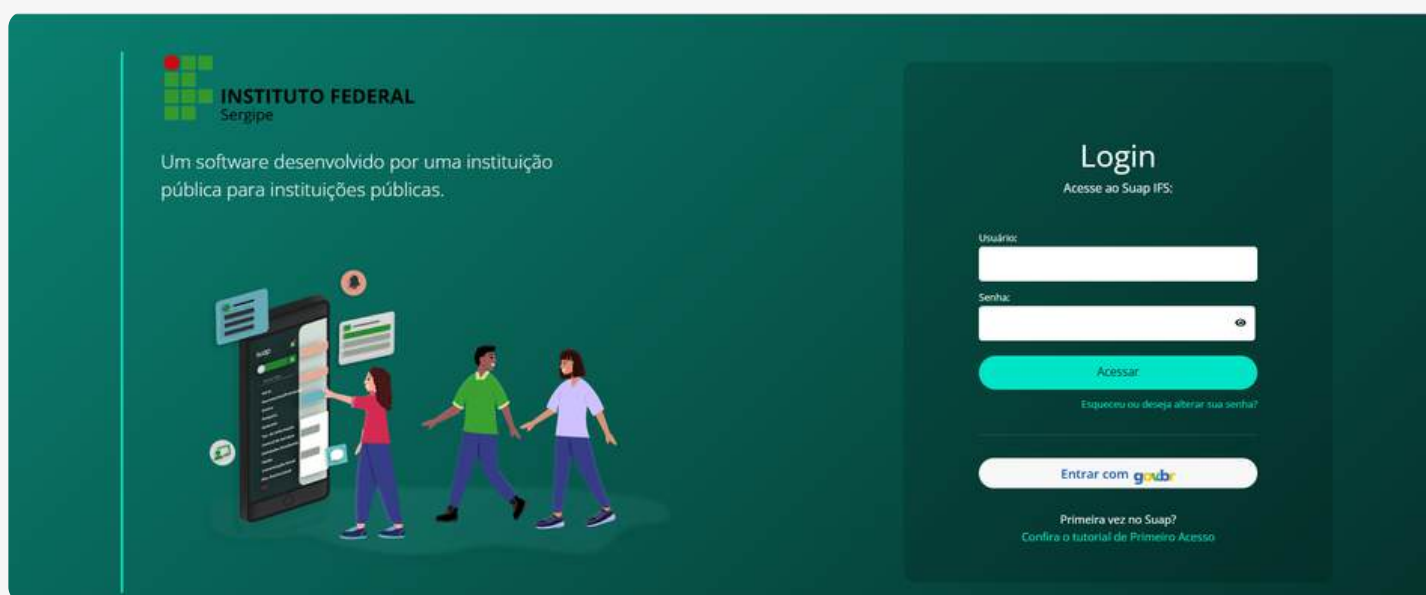 INSTITUTO FEDERAL
Sergipe
Um software desenvolvido por uma instituição
pública para instituições públicas.
suap
Login
Acesse ao Suap IFS:
Usuário:
Senha:
Acessar
Esqueceu ou deseja alterar sua senha?
Entrar com gov.br
Primeira vez no Suap?
Confira o tutorial de Primeiro Acesso